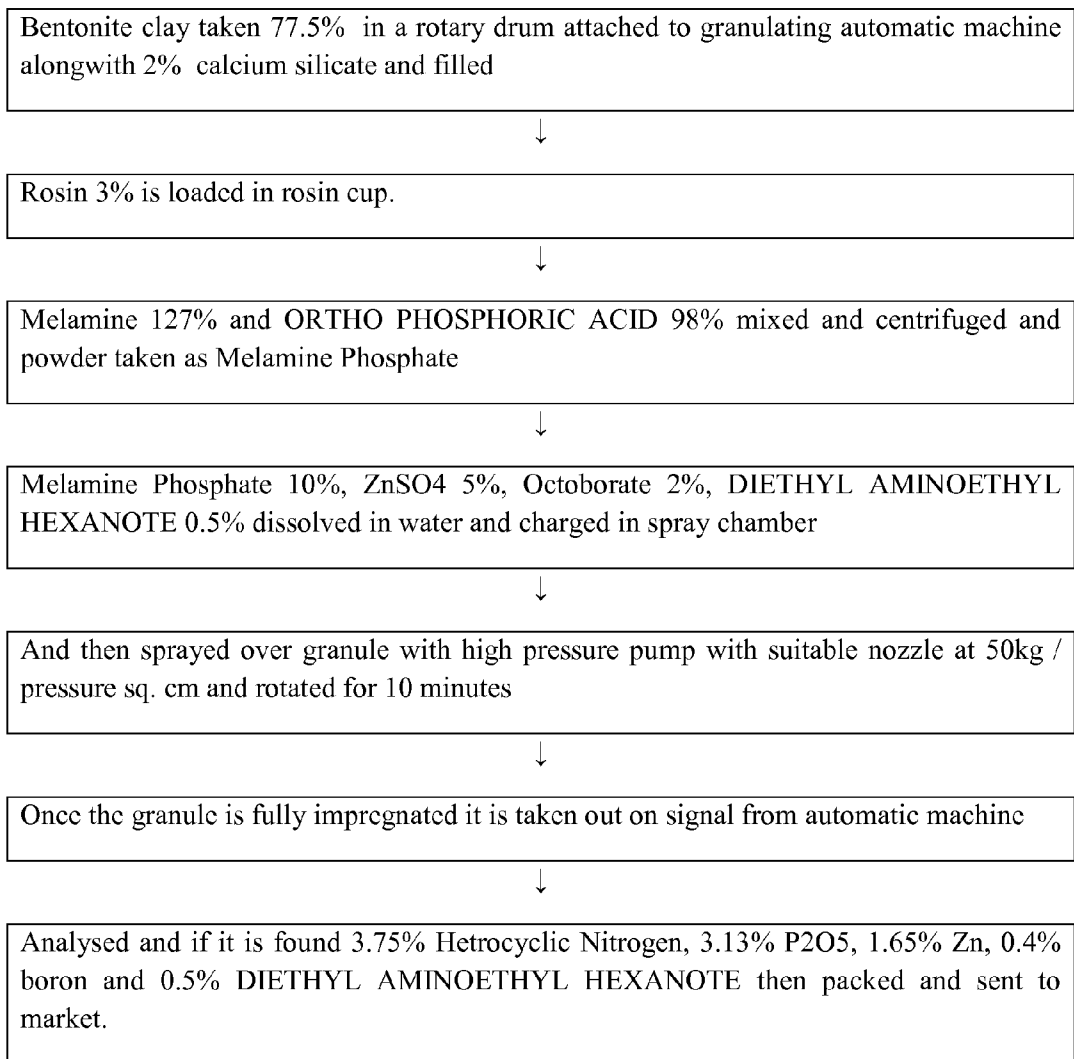 Bentonite clay taken 77.5% in a rotary drum attached to granulating automatic machine
alongwith 2% calcium silicate and filled
↓
Rosin 3% is loaded in rosin cup.
↓
Melamine 127% and ORTHO PHOSPHORIC ACID 98% mixed and centrifuged and
powder taken as Melamine Phosphate
↓
Melamine Phosphate 10%, ZnSO4 5%, Octoborate 2%, DIETHYL AMINOETHYL
HEXANOTE 0.5% dissolved in water and charged in spray chamber
↓
And then sprayed over granule with high pressure pump with suitable nozzle at 50kg /
pressure sq. cm and rotated for 10 minutes
↓
Once the granule is fully impregnated it is taken out on signal from automatic machine
↓
Analysed and if it is found 3.75% Hetrocyclic Nitrogen, 3.13% P2O5, 1.65% Zn, 0.4%
boron and 0.5% DIETHYL AMINOETHYL HEXANOTE then packed and sent to
market.